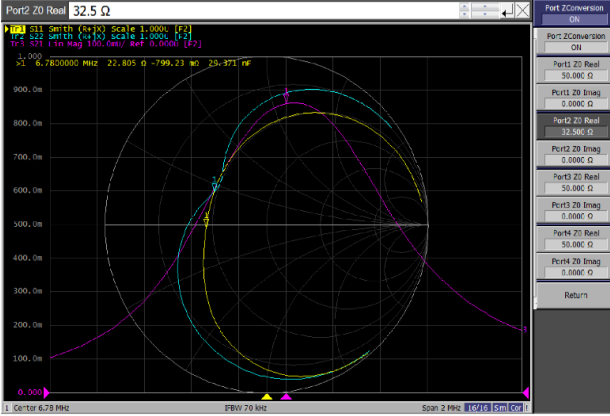 Port2 Z0 Real 32.5 Ω
Port ZConversion
ON
Tr1 S11 Smith (R+jX) Scale 1.000U [F2]
Tr2 S22 Smith (R+jX) Scale 1.000U [F2]
Tr3 S21 Lin Mag 100.0mU/ Ref 0.000U [F2]
>1 6.7800000 MHz 22.805 Ω -799.23 mΩ 29.371 nF
1.000
900.0m
800.0m
700.0m
600.0m
500.0m
400.0m
300.0m
200.0m
100.0m
0.000
Port ZConversion
ON
Port1 Z0 Real
50.000 Ω
Port1 Z0 Imag
0.0000 Ω
Port2 Z0 Real
32.500 Ω
Port2 Z0 Imag
0.0000 Ω
Port3 Z0 Real
50.000 Ω
Port3 Z0 Imag
0.0000 Ω
Port4 Z0 Real
50.000 Ω
Port4 Z0 Imag
0.0000 Ω
Return
1 Center 6.78 MHz IFBW 70 kHz Span 2 MHz 16/16 Sim Cor !